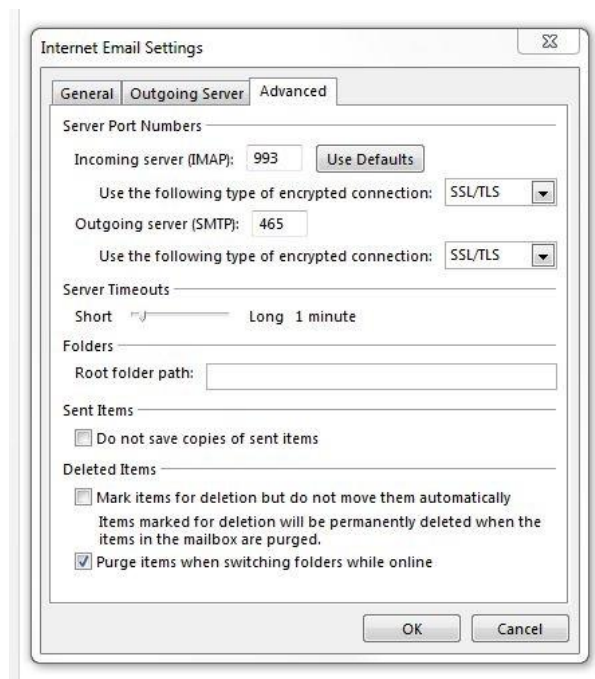 Internet Email Settings
General Outgoing Server Advanced
Server Port Numbers
Incoming server (IMAP): 993 Use Defaults
Use the following type of encrypted connection: SSL/TLS
Outgoing server (SMTP): 465
Use the following type of encrypted connection: SSL/TLS
Server Timeouts
Short Long 1 minute
Folders
Root folder path:
Sent Items
Do not save copies of sent items
Deleted Items
Mark items for deletion but do not move them automatically
Items marked for deletion will be permanently deleted when the
items in the mailbox are purged.
Purge items when switching folders while online
OK Cancel